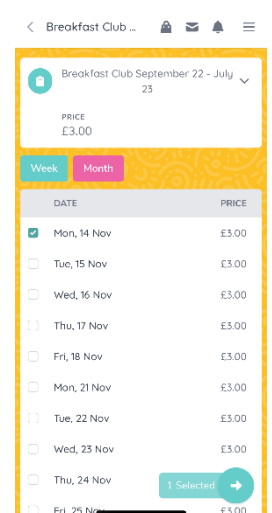 Breakfast Club ...
Breakfast Club September 22 - July
23
PRICE
£3.00
Week Month
DATE PRICE
Mon, 14 Nov £3.00
Tue, 15 Nov £3.00
Wed, 16 Nov £3.00
Thu, 17 Nov £3.00
Fri, 18 Nov £3.00
Mon, 21 Nov £3.00
Tue, 22 Nov £3.00
Wed, 23 Nov £3.00
Thu, 24 Nov
1 Selected
Fri, 25 Nov £3.00